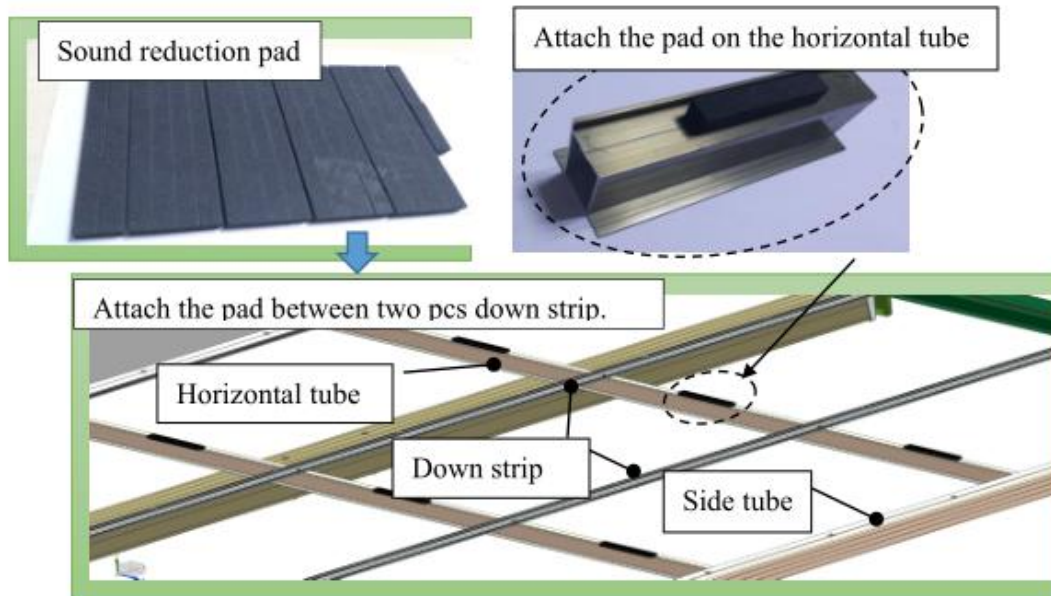 Sound reduction pad
Attach the pad on the horizontal tube
Attach the pad between two pcs down strip.
Horizontal tube
Down strip
Side tube